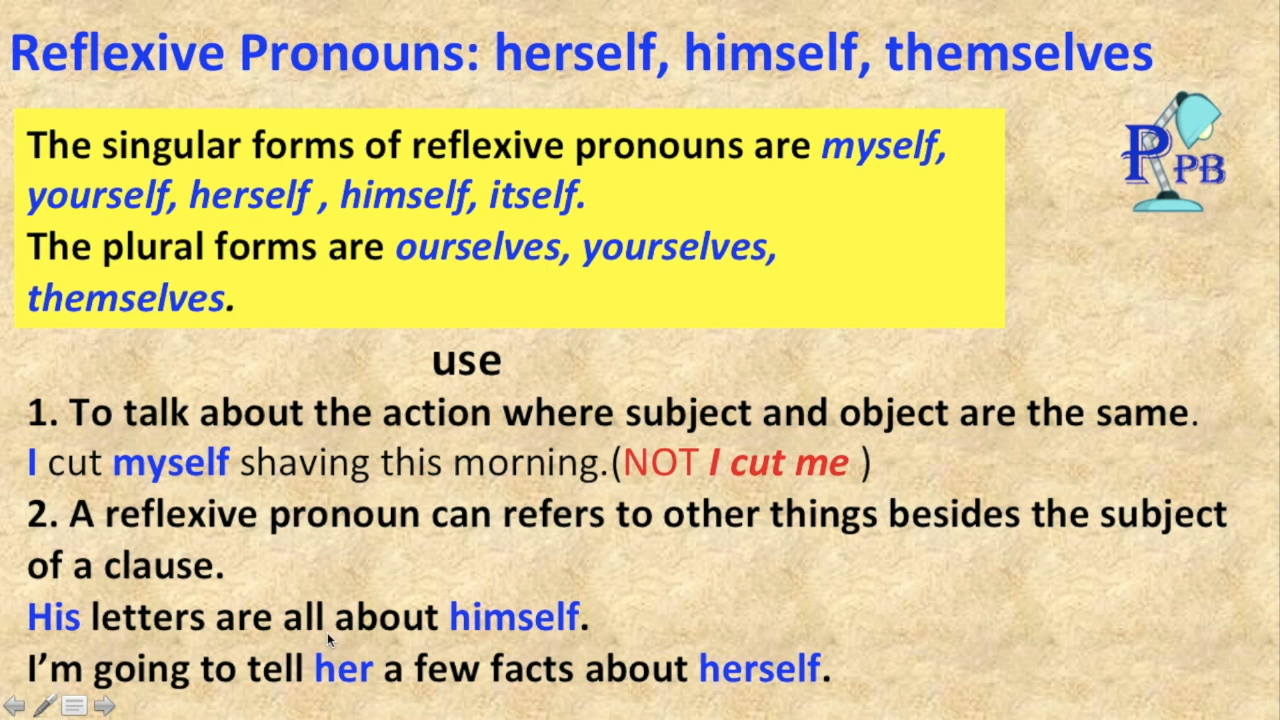 Reflexive Pronouns: herself, himself, themselves
The singular forms of reflexive pronouns are myself,
yourself, herself , himself, itself.
The plural forms are ourselves, yourselves,
themselves.
RPB
use
1. To talk about the action where subject and object are the same.
I cut myself shaving this morning.(NOT I cut me )
2. A reflexive pronoun can refers to other things besides the subject
of a clause.
His letters are all about himself.
I’m going to tell her a few facts about herself.